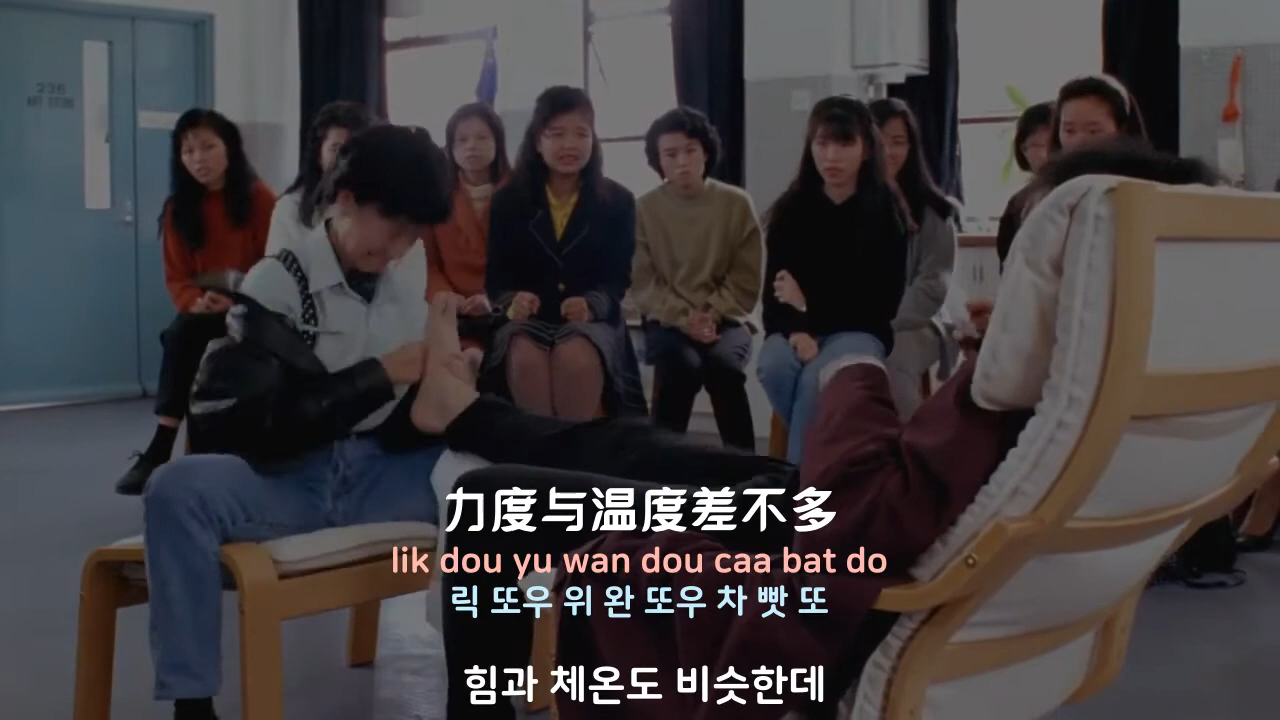 236
力度与温度差不多
lik dou yu wan dou caa bat do
릭 또우 위 완 또우 차 빳 또
힘과 체온도 비슷한데